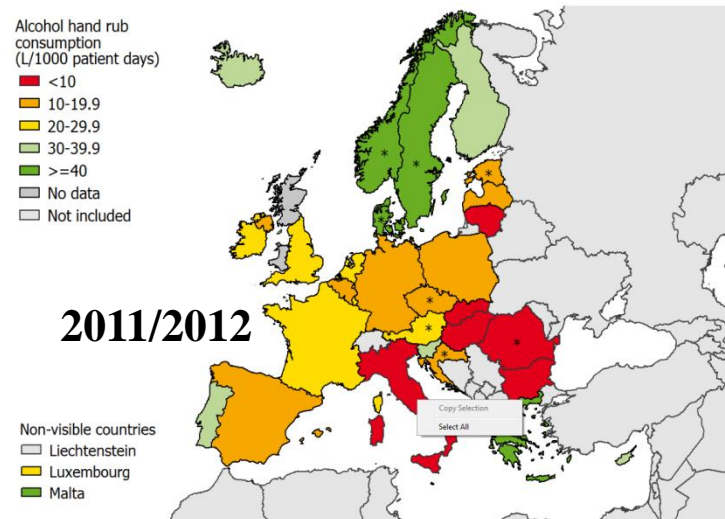 Alcohol hand rub
consumption
(L/1000 patient days)
<10
10-19.9
20-29.9
30-39.9
>=40
No data
Not included
2011/2012
Non-visible countries
Liechtenstein
Luxembourg
Malta
*
*
*
*
*
*
*
*
Copy Selection
Select All